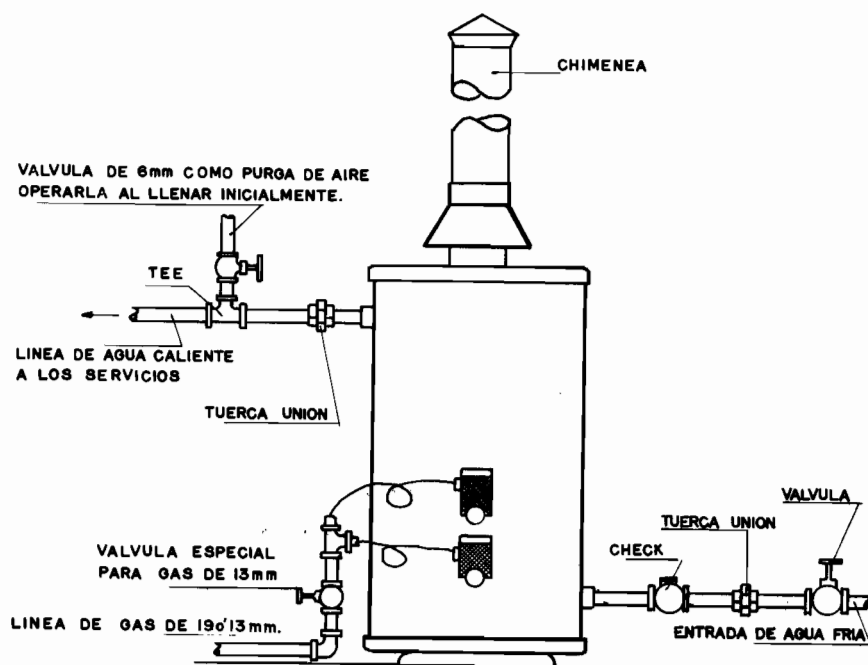 CHIMENEA
VALVULA DE 6mm COMO PURGA DE AIRE
OPERARLA AL LLENAR INICIALMENTE.
TEE
LINEA DE AGUA CALIENTE
A LOS SERVICIOS
TUERCA UNION
VALVULA
TUERCA UNION
CHECK
VALVULA ESPECIAL
PARA GAS DE 13mm
LINEA DE GAS DE 19o'13mm.
ENTRADA DE AGUA FRIA